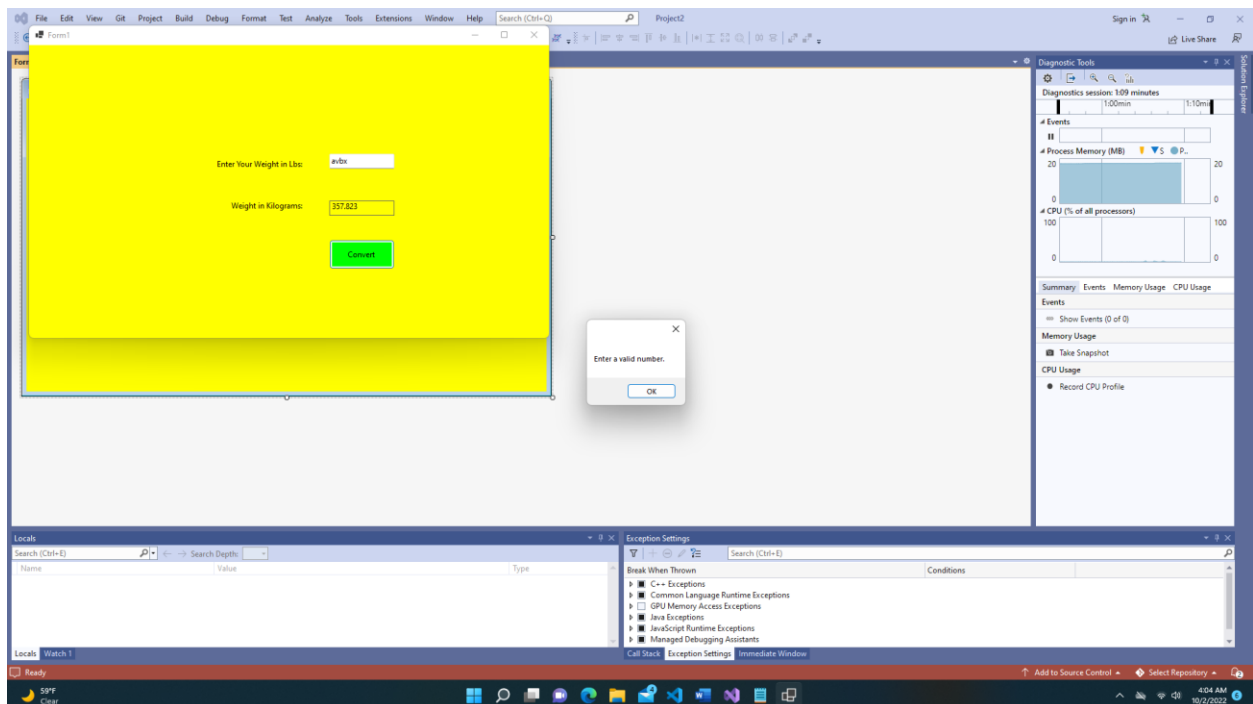 File Edit View Git Project Build Debug Format Test Analyze Tools Extensions Window Help Search (Ctrl+Q) Project2 Sign in
Form1
Live Share
Form
Enter Your Weight in Lbs: avbx
Weight in Kilograms: 357.823
Convert
Enter a valid number.
OK
Diagnostic Tools
Diagnostics session: 1:09 minutes
1:00min 1:10mi
Events
Process Memory (MB) S P..
20 20
0 0
CPU (% of all processors)
100 100
0 0
Summary Events Memory Usage CPU Usage
Events
Show Events (0 of 0)
Memory Usage
Take Snapshot
CPU Usage
Record CPU Profile
Solution Explorer
Locals
Search (Ctrl+E) Search Depth:
Name Value Type
Locals Watch 1
Exception Settings
Search (Ctrl+E)
Break When Thrown Conditions
C++ Exceptions
Common Language Runtime Exceptions
GPU Memory Access Exceptions
Java Exceptions
JavaScript Runtime Exceptions
Managed Debugging Assistants
Call Stack Exception Settings Immediate Window
Ready Add to Source Control Select Repository 2
59°F
Clear
4:04 AM
10/2/2022